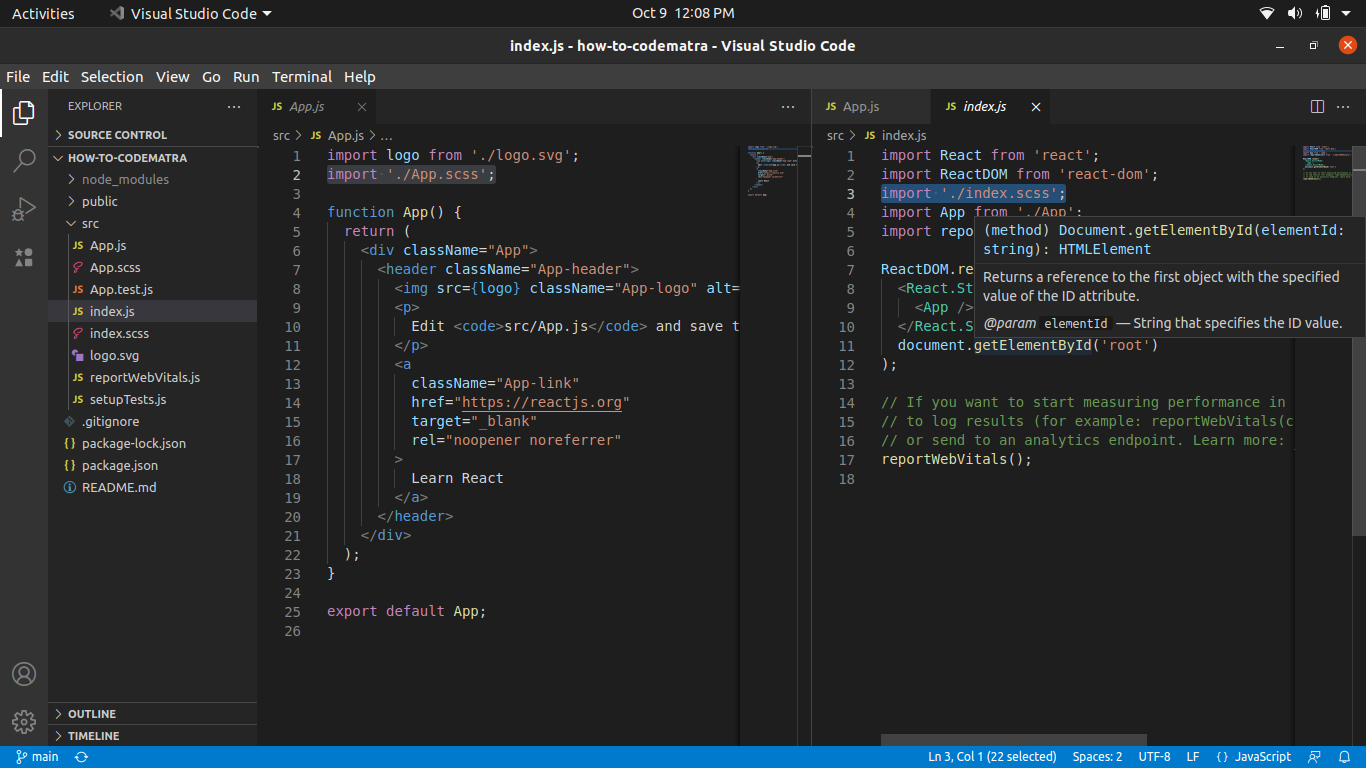 Activities
Visual Studio Code
Oct 9 12:08 PM
index.js - how-to-codematra - Visual Studio Code
File Edit Selection View Go Run Terminal Help
EXPLORER
SOURCE CONTROL
HOW-TO-CODEMATRA
node_modules
public
src
JS App.js
App.scss
JS App.test.js
JS index.js
index.scss
logo.svg
JS reportWebVitals.js
JS setupTests.js
.gitignore
{} package-lock.json
{} package.json
README.md
OUTLINE
TIMELINE
JS App.js
src > JS App.js > ...
1 import logo from './logo.svg';
2 import './App.scss';
3
4 function App() {
5 return (
6 <div className="App">
7 <header className="App-header">
8 <img src={logo} className="App-logo" alt=
9 <p>
10 Edit <code>src/App.js</code> and save t
11 </p>
12 <a
13 className="App-link"
14 href="https://reactjs.org"
15 target="_blank"
16 rel="noopener noreferrer"
17 >
18 Learn React
19 </a>
20 </header>
21 </div>
22 );
23 }
24
25 export default App;
26
JS App.js
JS index.js
src > JS index.js
1 import React from 'react';
2 import ReactDOM from 'react-dom';
3 import './index.scss';
4 import App from './App';
5 import repo
6
7 ReactDOM.re
8 <React.St
9 <App />
10 </React.S
11 document.getElementById('root')
12 );
13
14 // If you want to start measuring performance in
15 // to log results (for example: reportWebVitals(c
16 // or send to an analytics endpoint. Learn more:
17 reportWebVitals();
18
(method) Document.getElementById(elementId:
string): HTMLElement
Returns a reference to the first object with the specified
value of the ID attribute.
@param elementId — String that specifies the ID value.
main
Ln 3, Col 1 (22 selected)
Spaces: 2
UTF-8
LF
{} JavaScript